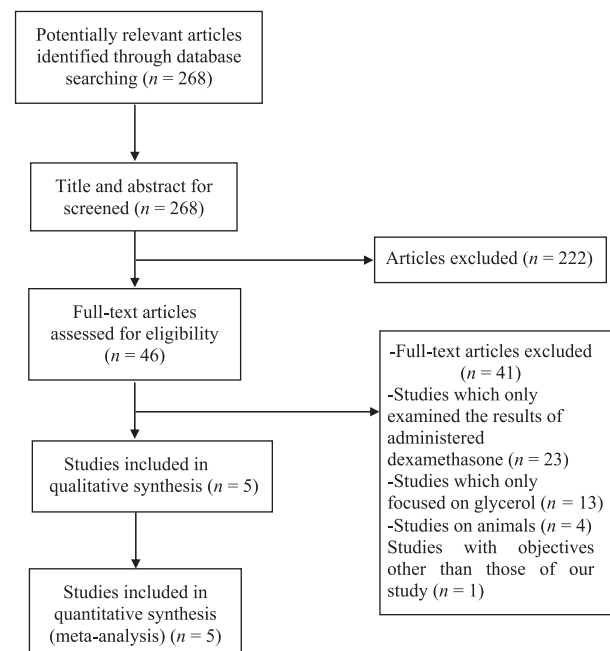 Potentially relevant articles
identified through database
searching (n = 268)
Title and abstract for
screened (n = 268)
Articles excluded (n = 222)
Full-text articles
assessed for eligibility
(n = 46)
-Full-text articles excluded
(n = 41)
-Studies which only
examined the results of
administered
dexamethasone (n = 23)
-Studies which only
focused on glycerol (n = 13)
-Studies on animals (n = 4)
Studies with objectives
other than those of our
study (n = 1)
Studies included in
qualitative synthesis (n = 5)
Studies included in
quantitative synthesis
(meta-analysis) (n = 5)